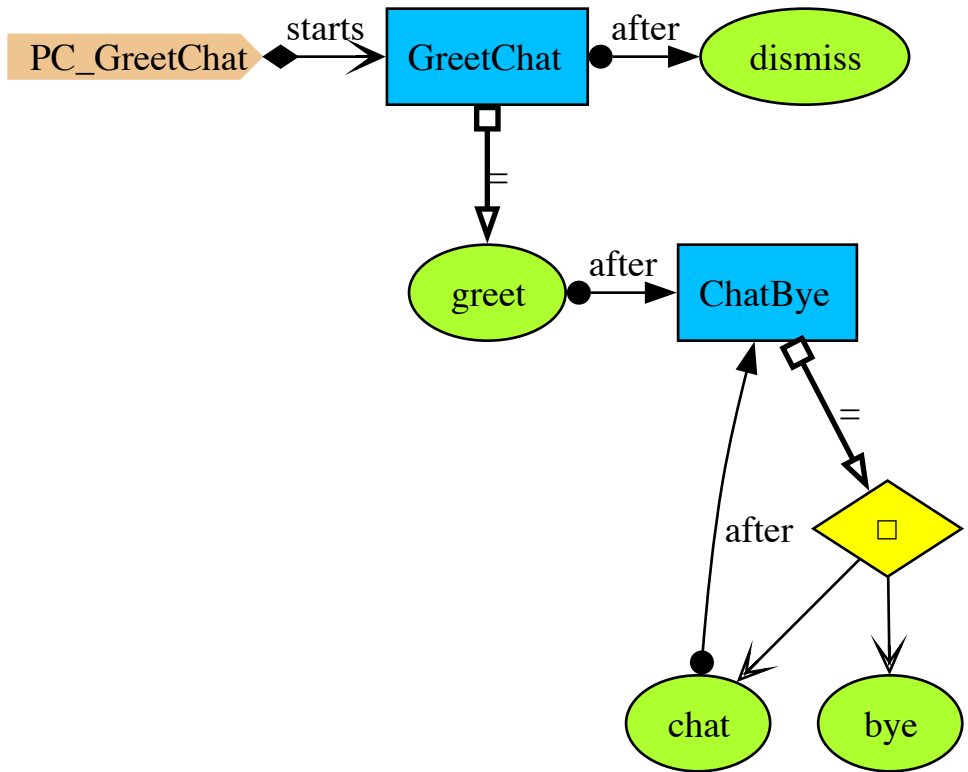 starts
after
PC_GreetChat
GreetChat
dismiss
=
after
greet
ChatBye
=
after
□
chat
bye